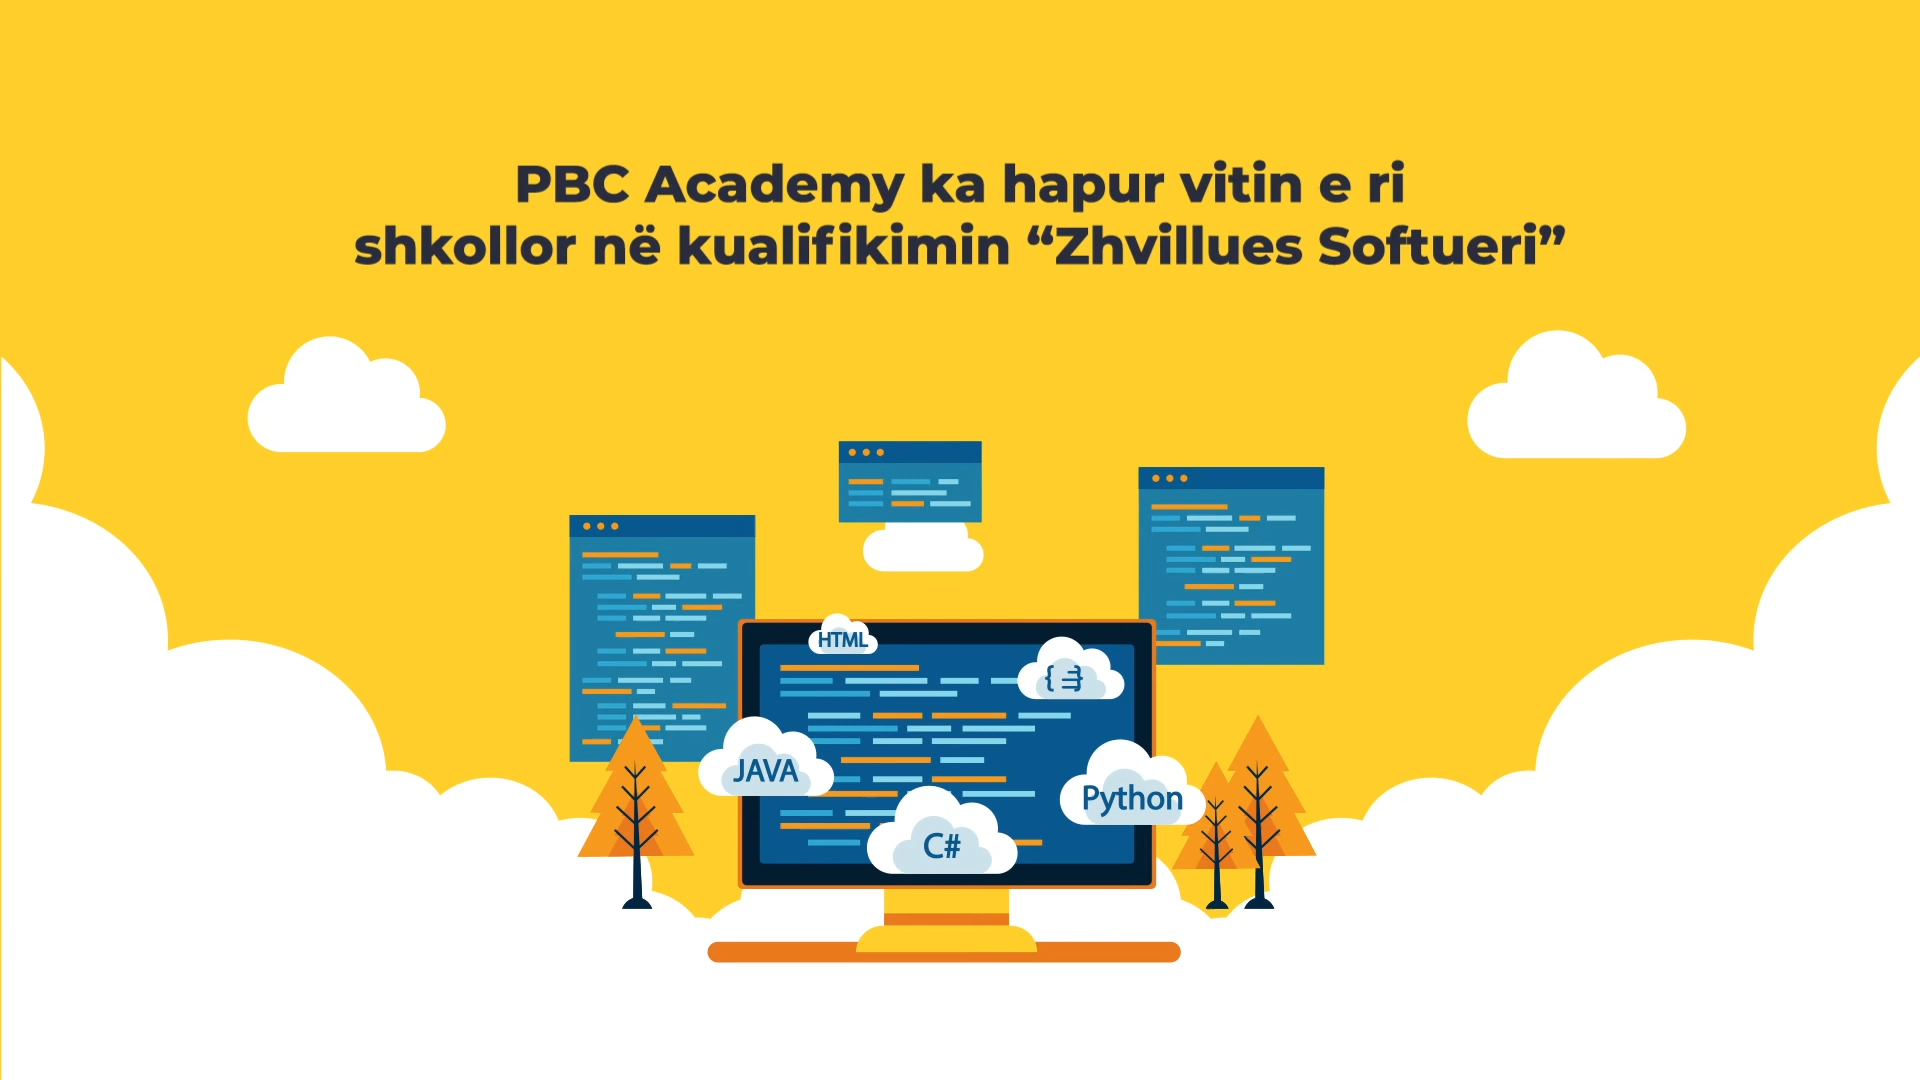 PBC Academy ka hapur vitin e ri
shkollor në kualifikimin “Zhvillues Softueri”
HTML
{ }
JAVA
Python
C#